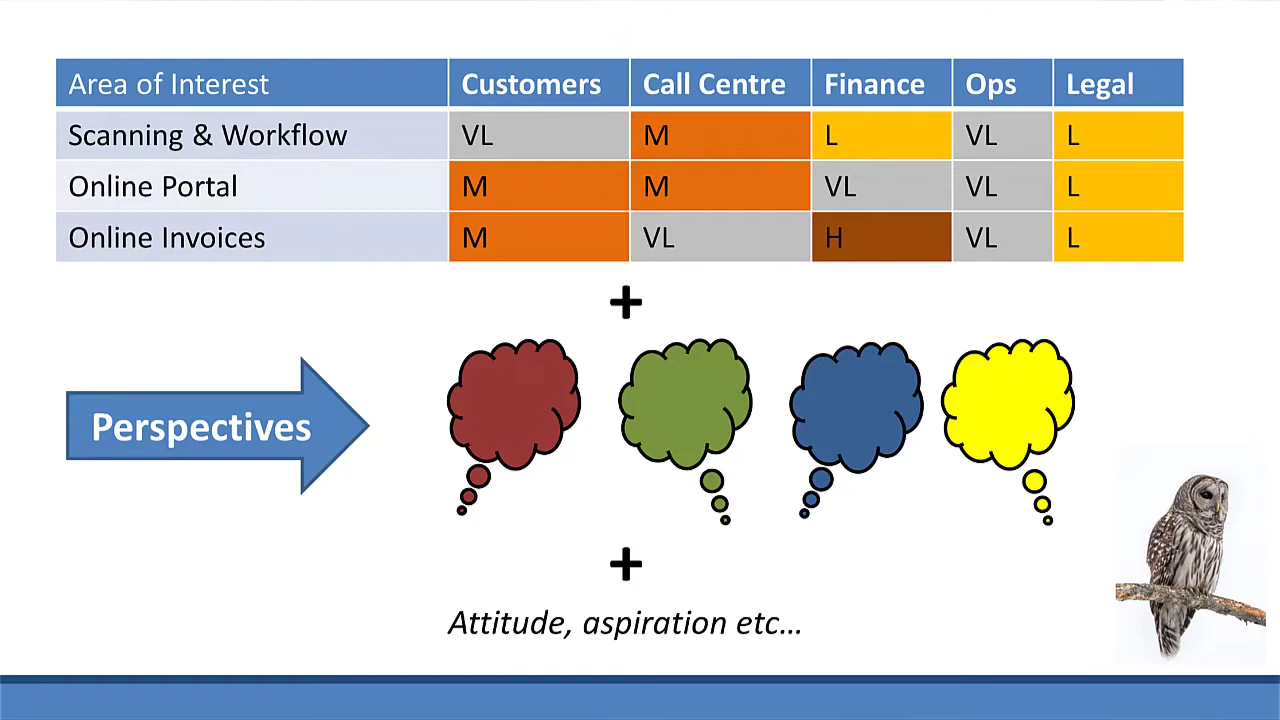 Area of Interest Customers Call Centre Finance Ops Legal
Scanning & Workflow VL M L VL L
Online Portal M M VL VL L
Online Invoices M VL H VL L
+
Perspectives
+
Attitude, aspiration etc...